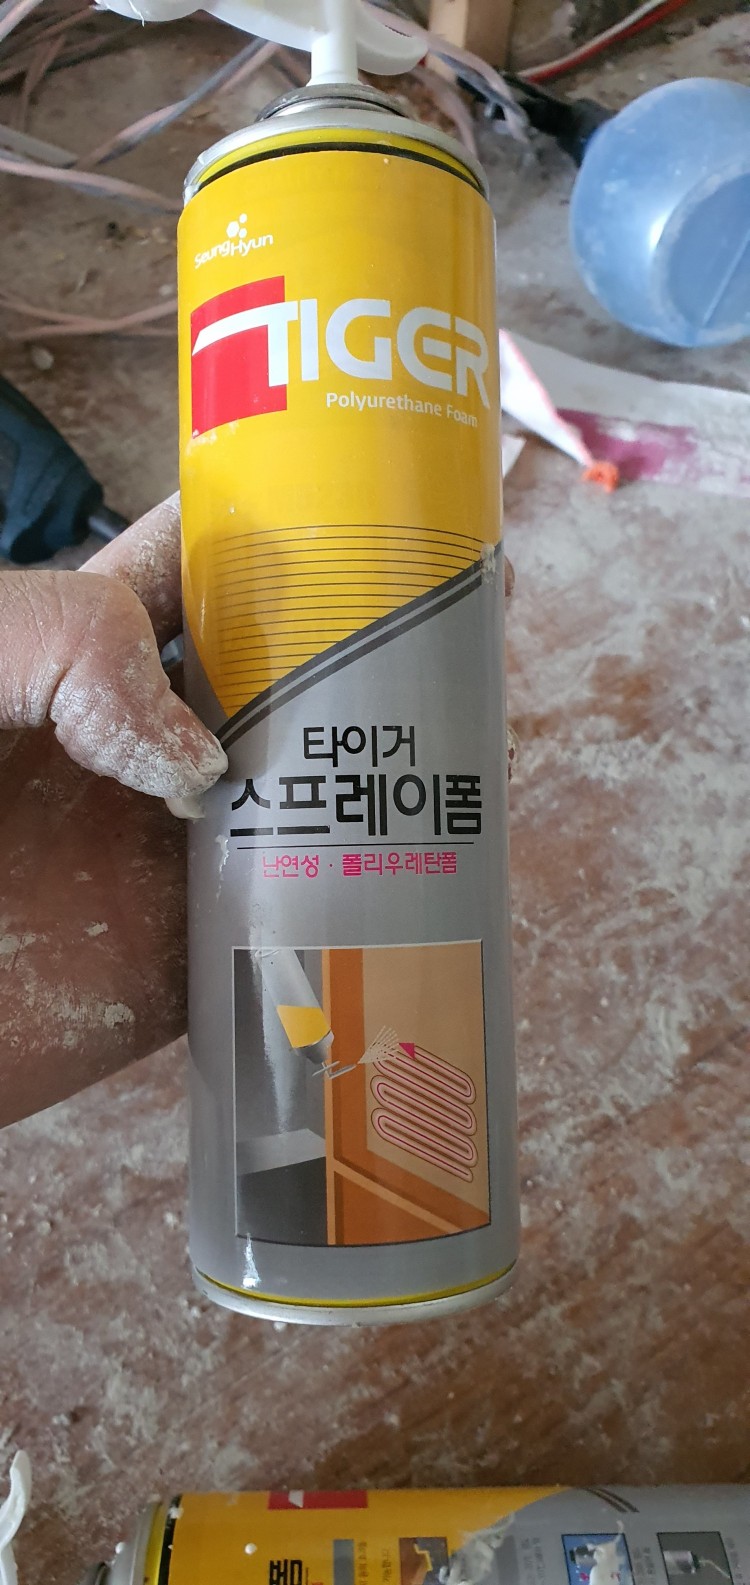 SeungHyun
TIGER
Polyurethane Foam
타이거
스프레이폼
난연성 · 폴리우레탄폼
폼